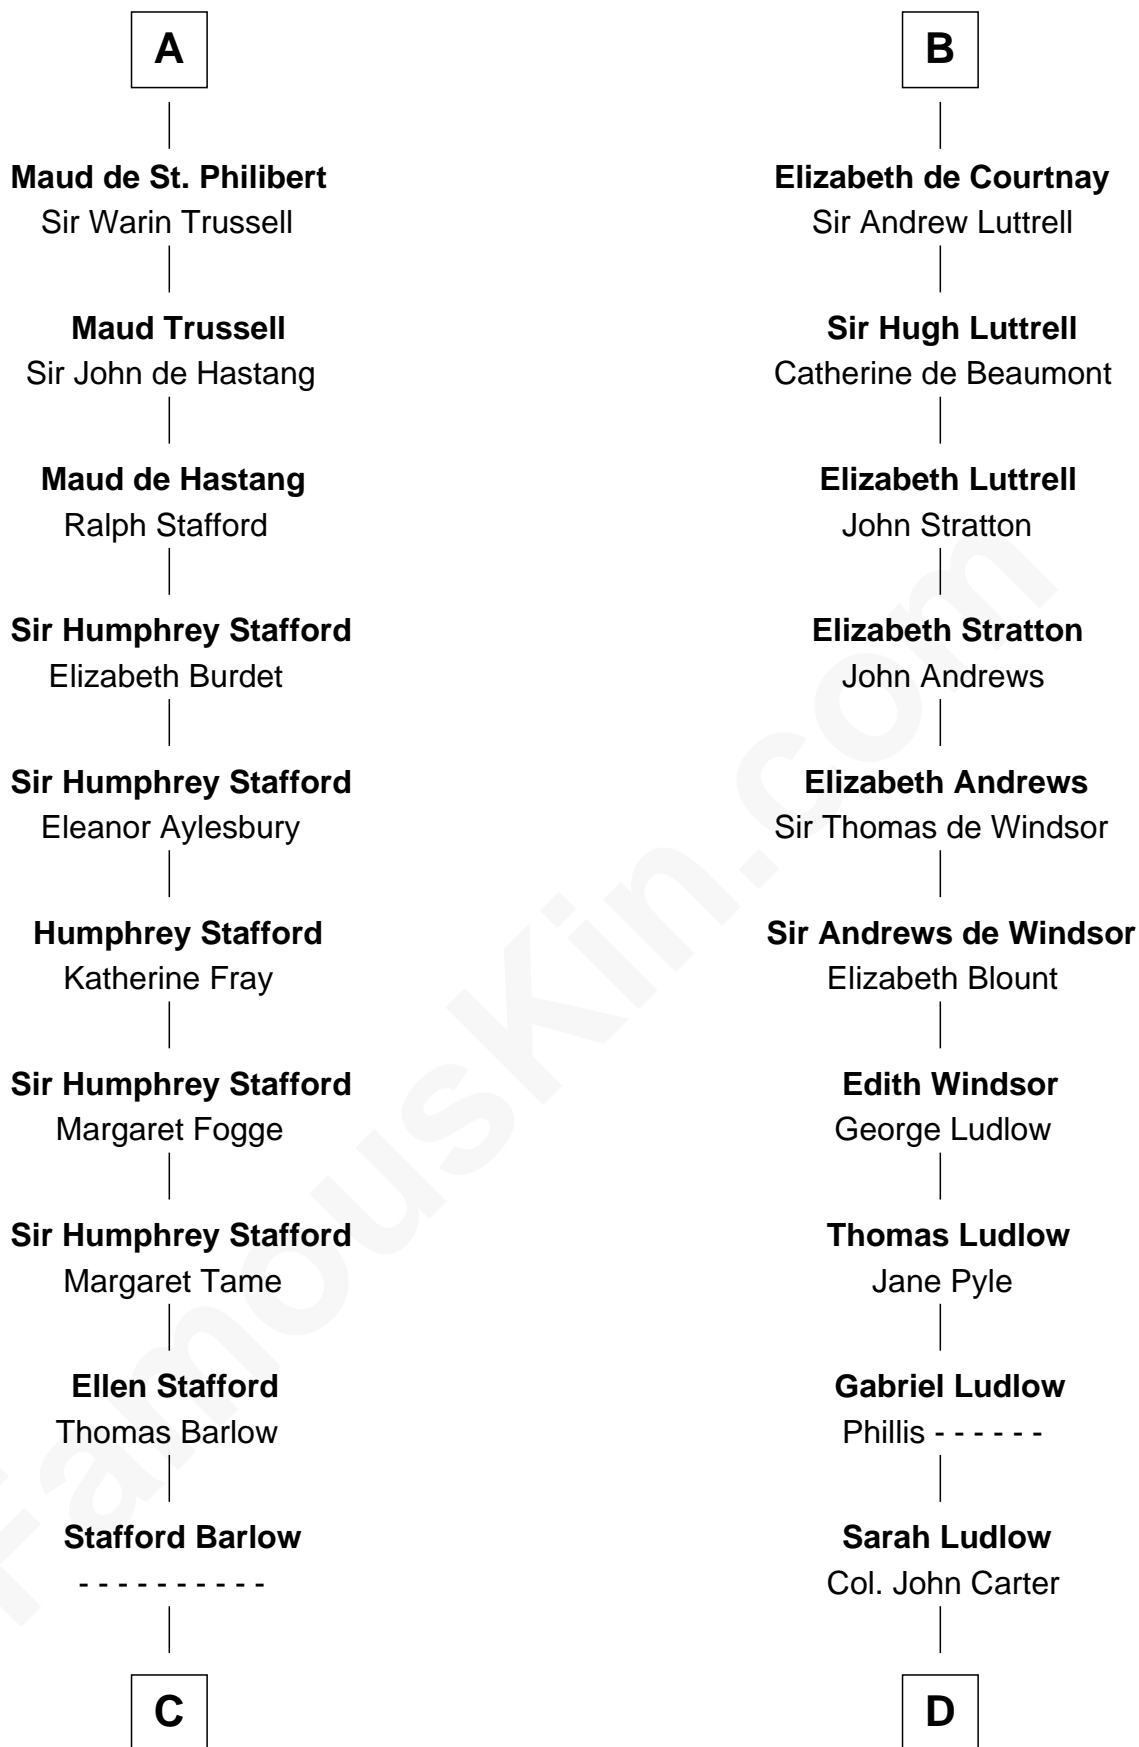 A
Maud de St. Philibert
Sir Warin Trussell
Maud Trussell
Sir John de Hastang
Maud de Hastang
Ralph Stafford
Sir Humphrey Stafford
Elizabeth Burdet
Sir Humphrey Stafford
Eleanor Aylesbury
Humphrey Stafford
Katherine Fray
Sir Humphrey Stafford
Margaret Fogge
Sir Humphrey Stafford
Margaret Tame
Ellen Stafford
Thomas Barlow
Stafford Barlow
- - - - - - - - - -
C
B
Elizabeth de Courtnay
Sir Andrew Luttrell
Sir Hugh Luttrell
Catherine de Beaumont
Elizabeth Luttrell
John Stratton
Elizabeth Stratton
John Andrews
Elizabeth Andrews
Sir Thomas de Windsor
Sir Andrews de Windsor
Elizabeth Blount
Edith Windsor
George Ludlow
Thomas Ludlow
Jane Pyle
Gabriel Ludlow
Phillis - - - - - -
Sarah Ludlow
Col. John Carter
D
FamousKin.com